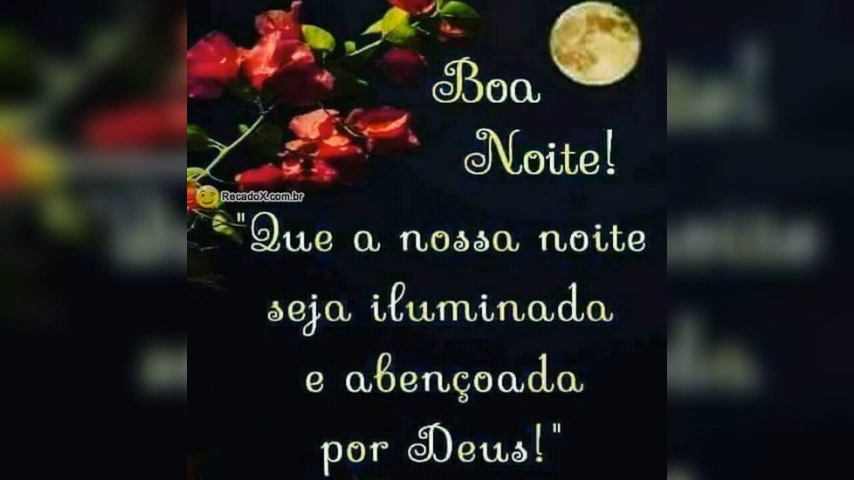 Boa
Noite!
RecadoX.com.br
"Que a nossa noite
seja iluminada
e abençoada
por Deus!"